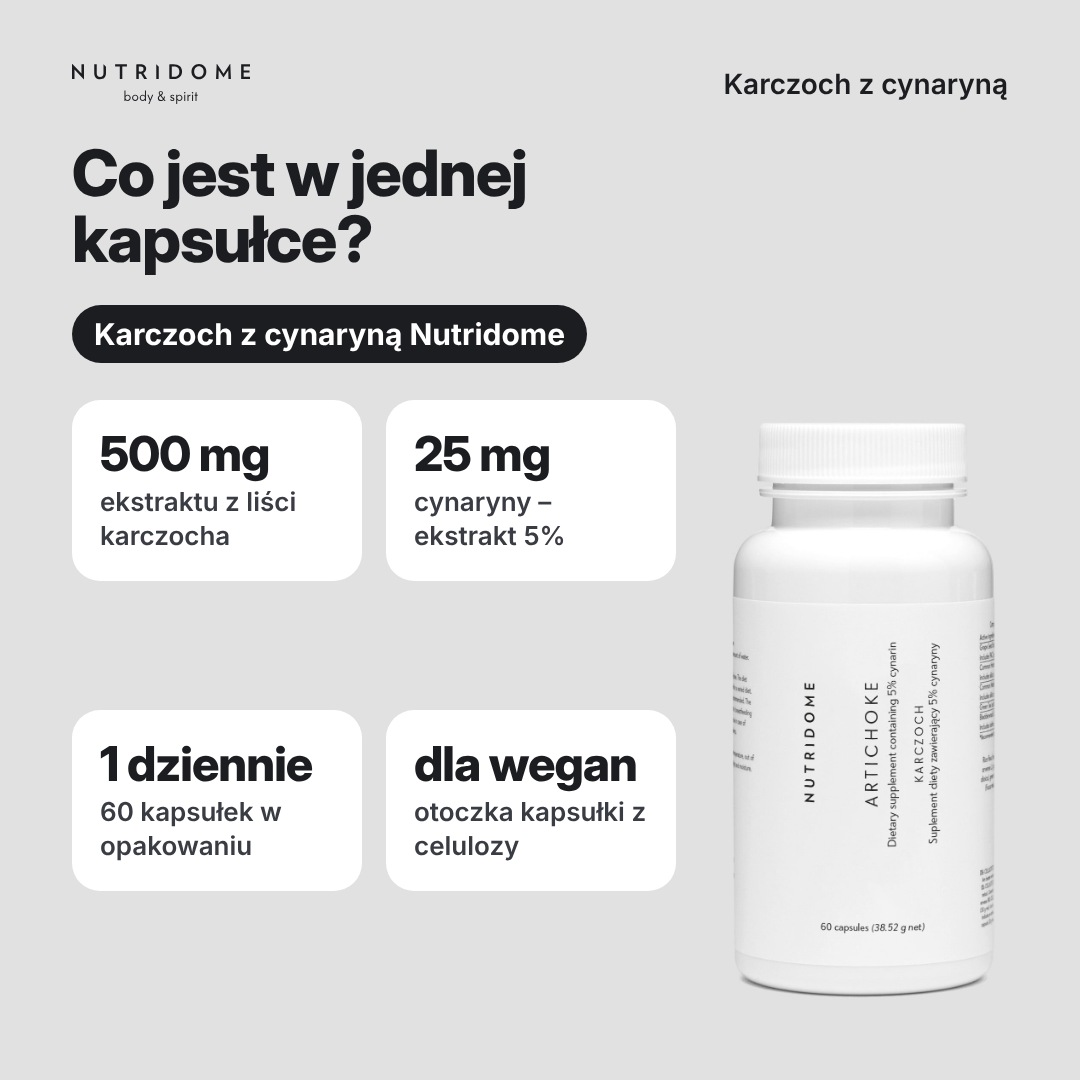 NUTRIDOME
body & spirit
Karczoch z cynaryną
Co jest w jednej
kapsułce?
Karczoch z cynaryną Nutridome
500 mg
ekstraktu z liści
karczocha
25 mg
cynaryny –
ekstrakt 5%
1 dziennie
60 kapsułek w
opakowaniu
dla wegan
otoczka kapsułki z
celulozy
NUTRIDOME
ARTICHOKE
Dietary supplement containing 5% cynarin
KARCZOCH
Suplement diety zawierający 5% cynaryny
60 capsules (38.52 g net)